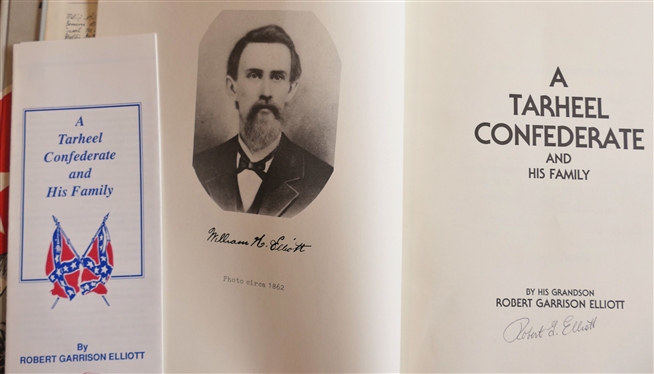 A
Tarheel
Confederate
and
His Family
By
ROBERT GARRISON ELLIOTT
William A. Elliott
Photo circa 1862
A
TARHEEL
CONFEDERATE
AND
HIS FAMILY
BY HIS GRANDSON
ROBERT GARRISON ELLIOTT
Robert G. Elliott